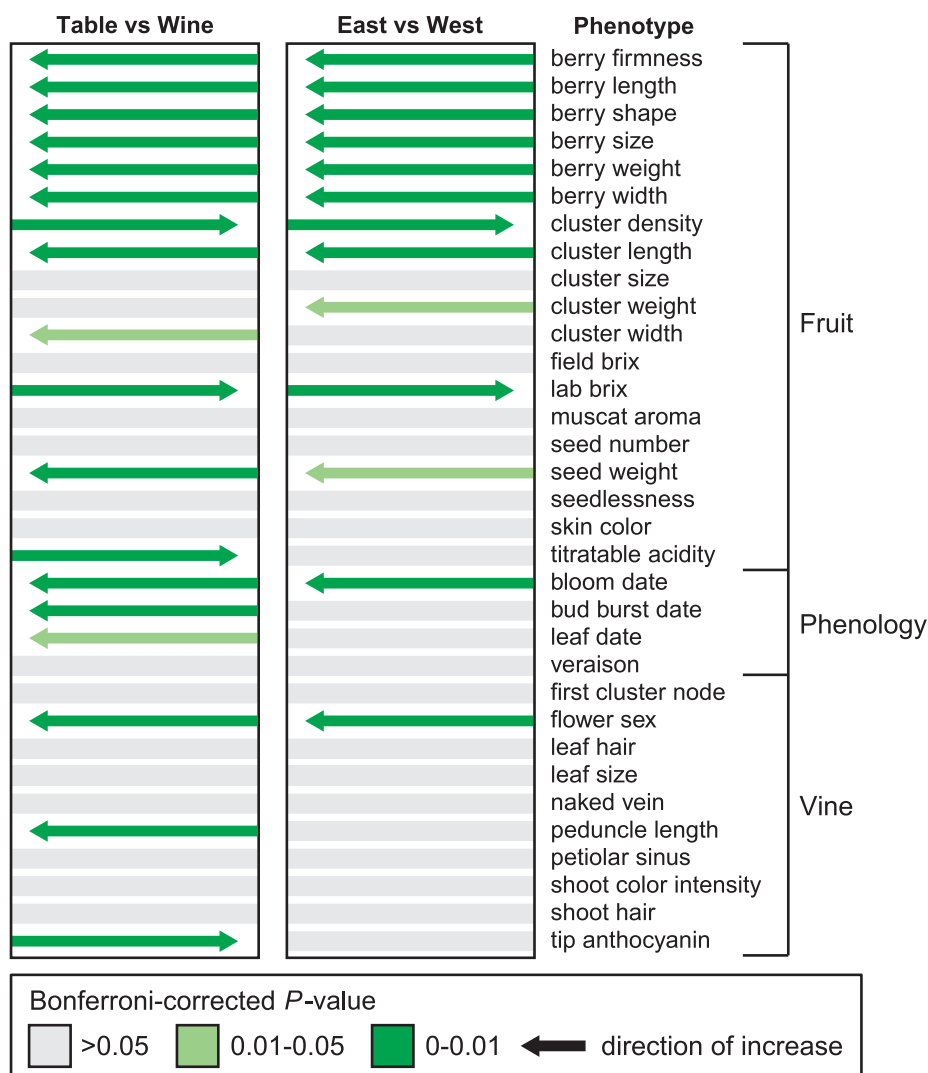 Table vs Wine East vs West Phenotype
berry firmness
berry length
berry shape
berry size
berry weight
berry width
cluster density
cluster length
cluster size
cluster weight
cluster width
field brix
lab brix
muscat aroma
seed number
seed weight
seedlessness
skin color
titratable acidity
Fruit
bloom date
bud burst date
leaf date
veraison
Phenology
first cluster node
flower sex
leaf hair
leaf size
naked vein
peduncle length
petiolar sinus
shoot color intensity
shoot hair
tip anthocyanin
Vine
Bonferroni-corrected P-value
>0.05 0.01-0.05 0-0.01 direction of increase